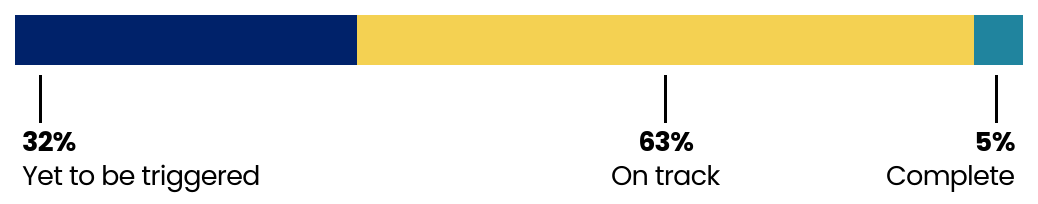 32%
Yet to be triggered
63%
On track
5%
Complete